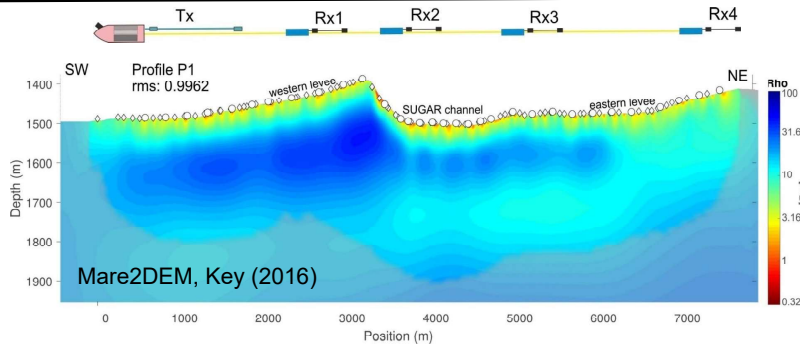 Tx Rx1 Rx2 Rx3 Rx4
SW Profile P1 NE
rms: 0.9962
Rho
western levee
SUGAR channel
eastern levee
1400
1500
1600
1700
1800
1900
Depth (m)
100
31.6
10
3.16
1
0.32
Mare2DEM, Key (2016)
0 1000 2000 3000 4000 5000 6000 7000
Position (m)